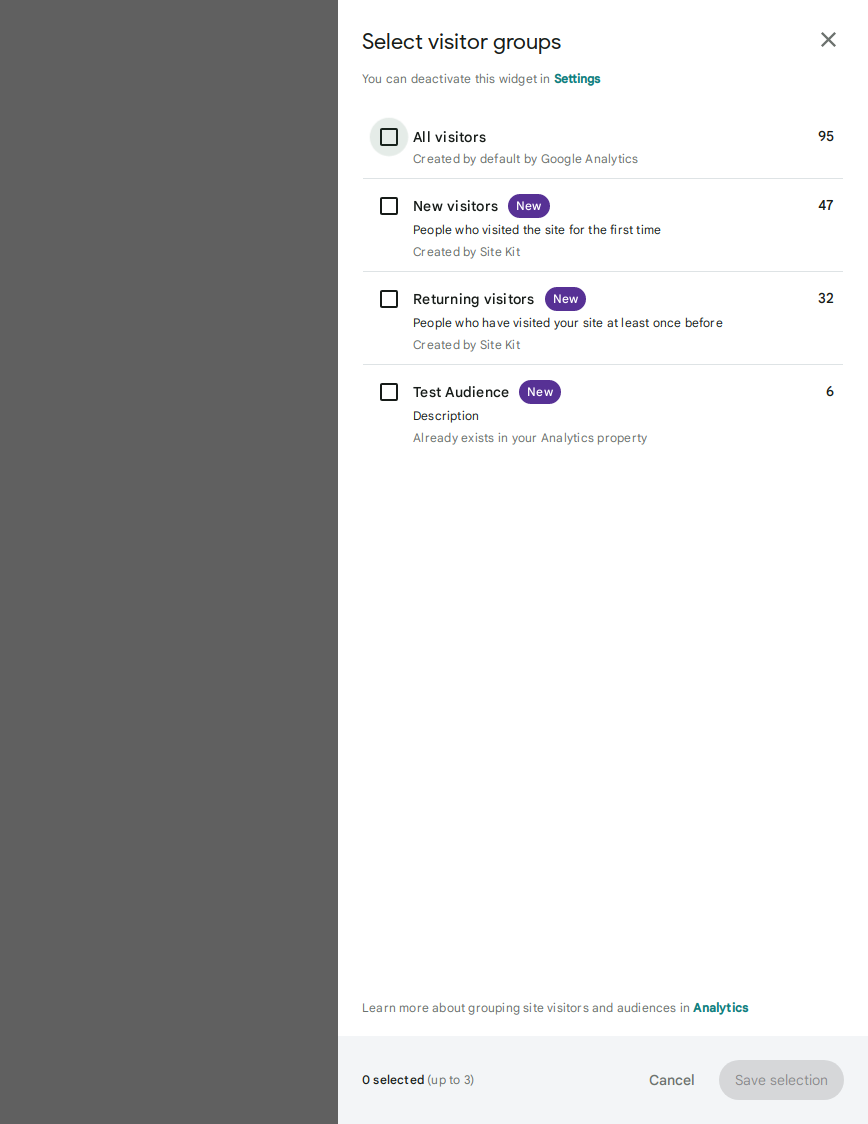 Select visitor groups
You can deactivate this widget in Settings
All visitors 95
Created by default by Google Analytics
New visitors New 47
People who visited the site for the first time
Created by Site Kit
Returning visitors New 32
People who have visited your site at least once before
Created by Site Kit
Test Audience New 6
Description
Already exists in your Analytics property
Learn more about grouping site visitors and audiences in Analytics
0 selected (up to 3) Cancel Save selection